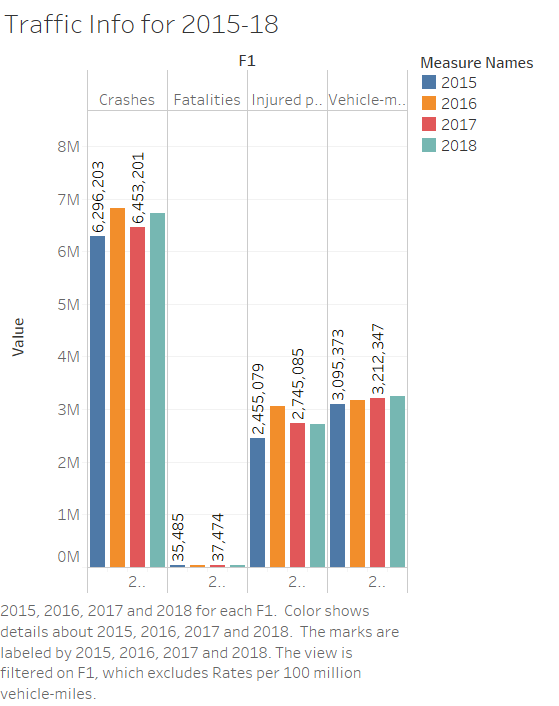 Traffic Info for 2015-18
F1
Measure Names
2015
2016
2017
2018
Crashes
Fatalities
Injured p..
Vehicle-m..
8M
7M
6M
5M
4M
3M
2M
1M
0M
Value
6,296,203
6,453,201
35,485
37,474
2,455,079
2,745,085
3,095,373
3,212,347
2..
2..
2..
2..
2015, 2016, 2017 and 2018 for each F1.  Color shows
details about 2015, 2016, 2017 and 2018.  The marks are
labeled by 2015, 2016, 2017 and 2018. The view is
filtered on F1, which excludes Rates per 100 million
vehicle-miles.